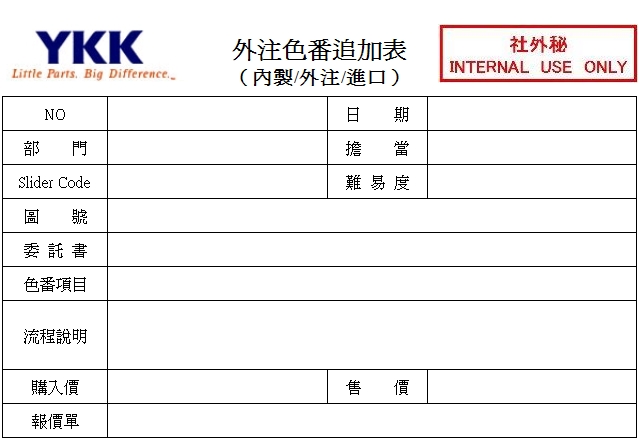 YKK
Little Parts. Big Difference.
外注色番追加表
（內製/外注/進口）
社外秘
INTERNAL USE ONLY
NO
日 期
部 門
擔 當
Slider Code
難 易 度
圖 號
委 託 書
色番項目
流程說明
購入價
售 價
報價單